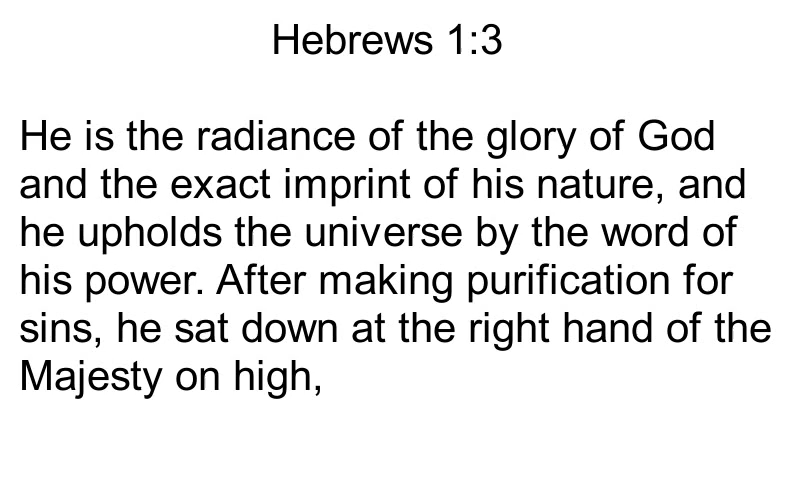 Hebrews 1:3
He is the radiance of the glory of God
and the exact imprint of his nature, and
he upholds the universe by the word of
his power. After making purification for
sins, he sat down at the right hand of the
Majesty on high,